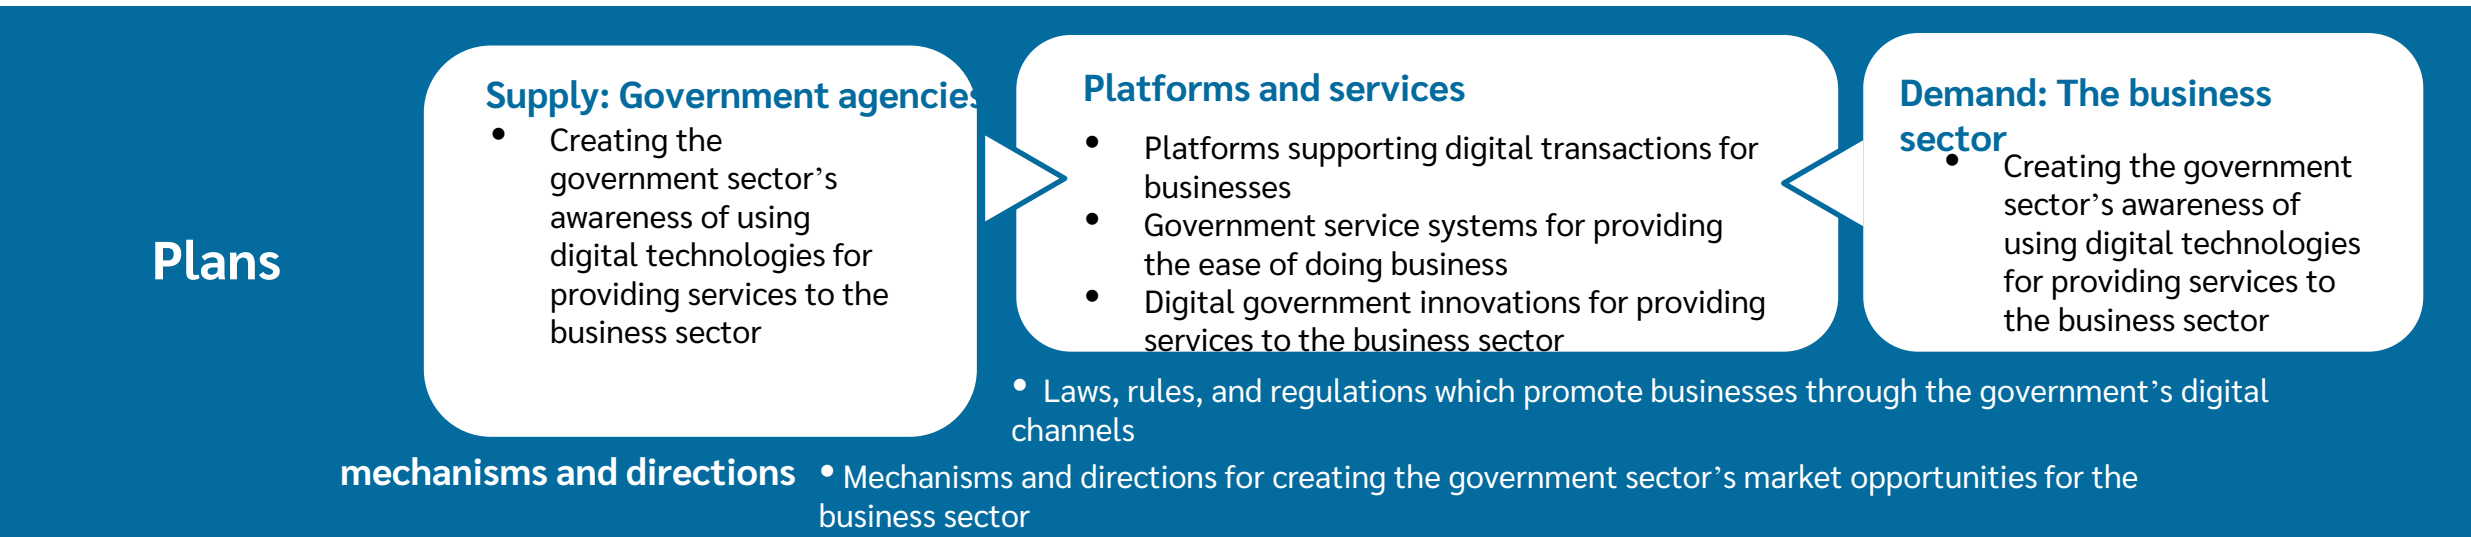 Plans
Supply: Government agencies
• Creating the
government sector’s
awareness of using
digital technologies for
providing services to the
business sector
Platforms and services
• Platforms supporting digital transactions for
businesses
• Government service systems for providing
the ease of doing business
• Digital government innovations for providing
services to the business sector
Demand: The business
sector
• Creating the government
sector’s awareness of
using digital technologies
for providing services to
the business sector
• Laws, rules, and regulations which promote businesses through the government’s digital
channels
mechanisms and directions
• Mechanisms and directions for creating the government sector’s market opportunities for the
business sector